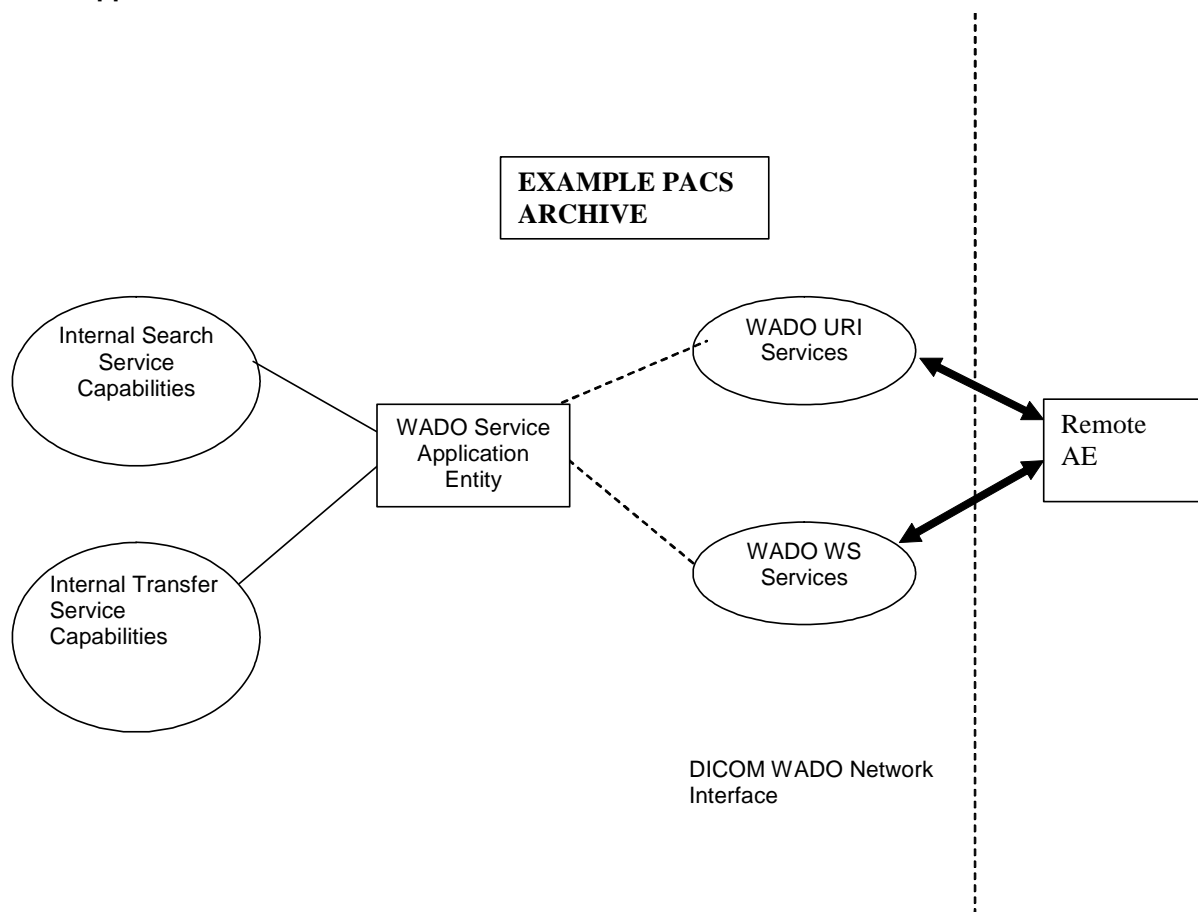 EXAMPLE PACS
ARCHIVE
Internal Search
Service
Capabilities
WADO URI
Services
WADO Service
Application
Entity
Remote
AE
Internal Transfer
Service
Capabilities
WADO WS
Services
DICOM WADO Network
Interface